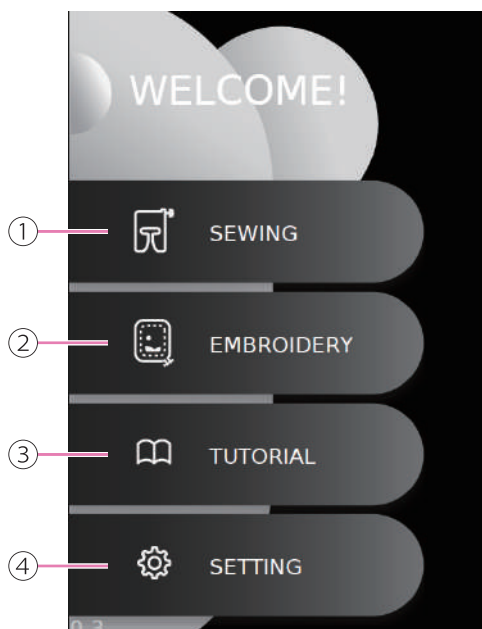 WELCOME!
① SEWING
② EMBROIDERY
③ TUTORIAL
④ SETTING